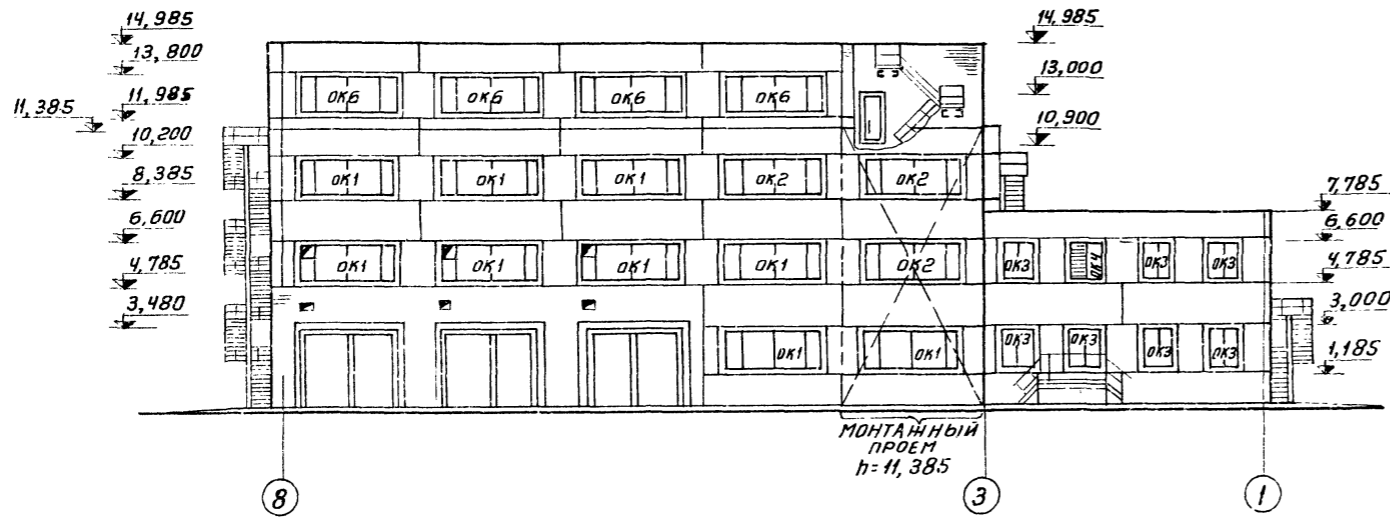 14,985
13,800
11,985
11,385
10,200
8,385
6,600
4,785
3,480
14,985
13,000
10,900
7,785
6,600
4,785
3,000
1,185
ОК6 ОК6 ОК6 ОК6
ОК1 ОК1 ОК1 ОК2 ОК2
ОК1 ОК1 ОК1 ОК1 ОК2 ОК3 ОК4 ОК3 ОК3
ОК1 ОК1 ОК3 ОК3 ОК3 ОК3
МОНТАЖНЫЙ
ПРОЕМ
h=11,385
8 3 1